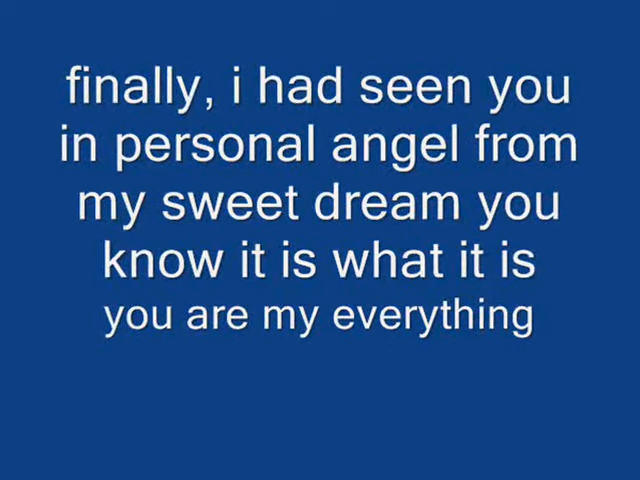 finally, i had seen you
in personal angel from
my sweet dream you
know it is what it is
you are my everything